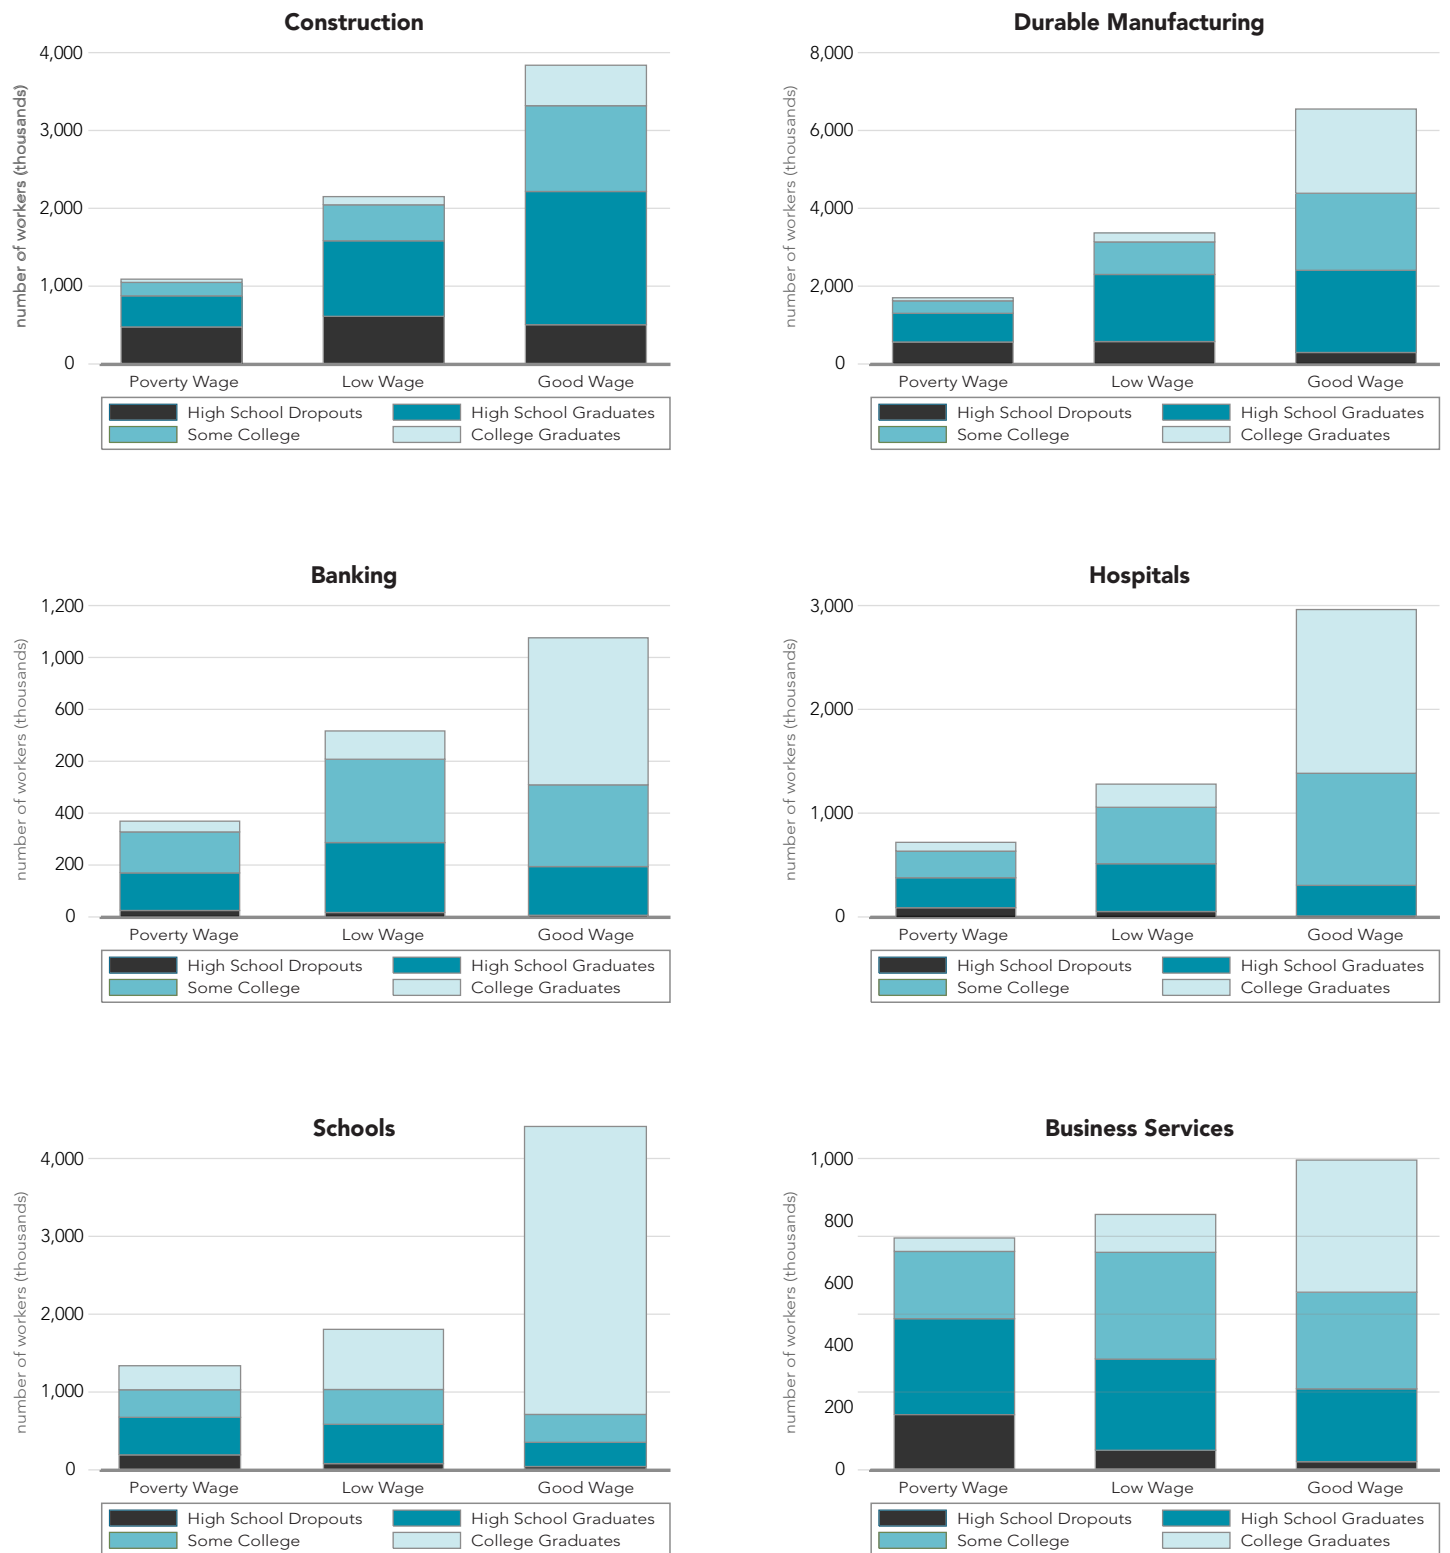 Construction
number of workers (thousands)
4,000
3,000
2,000
1,000
0
Poverty Wage Low Wage Good Wage
High School Dropouts High School Graduates
Some College College Graduates
Durable Manufacturing
number of workers (thousands)
8,000
6,000
4,000
2,000
0
Poverty Wage Low Wage Good Wage
High School Dropouts High School Graduates
Some College College Graduates
Banking
number of workers (thousands)
1,200
1,000
600
200
400
200
0
Poverty Wage Low Wage Good Wage
High School Dropouts High School Graduates
Some College College Graduates
Hospitals
number of workers (thousands)
3,000
2,000
1,000
0
Poverty Wage Low Wage Good Wage
High School Dropouts High School Graduates
Some College College Graduates
Schools
number of workers (thousands)
4,000
3,000
2,000
1,000
0
Poverty Wage Low Wage Good Wage
High School Dropouts High School Graduates
Some College College Graduates
Business Services
number of workers (thousands)
1,000
800
600
400
200
0
Poverty Wage Low Wage Good Wage
High School Dropouts High School Graduates
Some College College Graduates